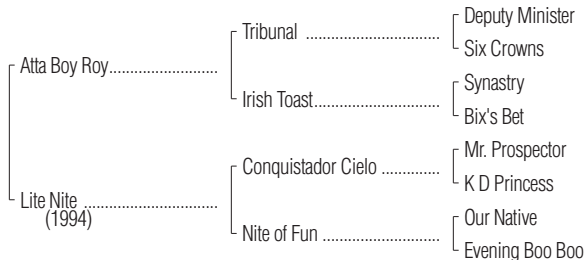 Deputy Minister
Tribunal ..................................
Six Crowns
Atta Boy Roy...........................
Synastry
Irish Toast................................
Bix's Bet
Mr. Prospector
Conquistador Cielo ..............
K D Princess
Lite Nite .................................
(1994)
Our Native
Nite of Fun .............................
Evening Boo Boo